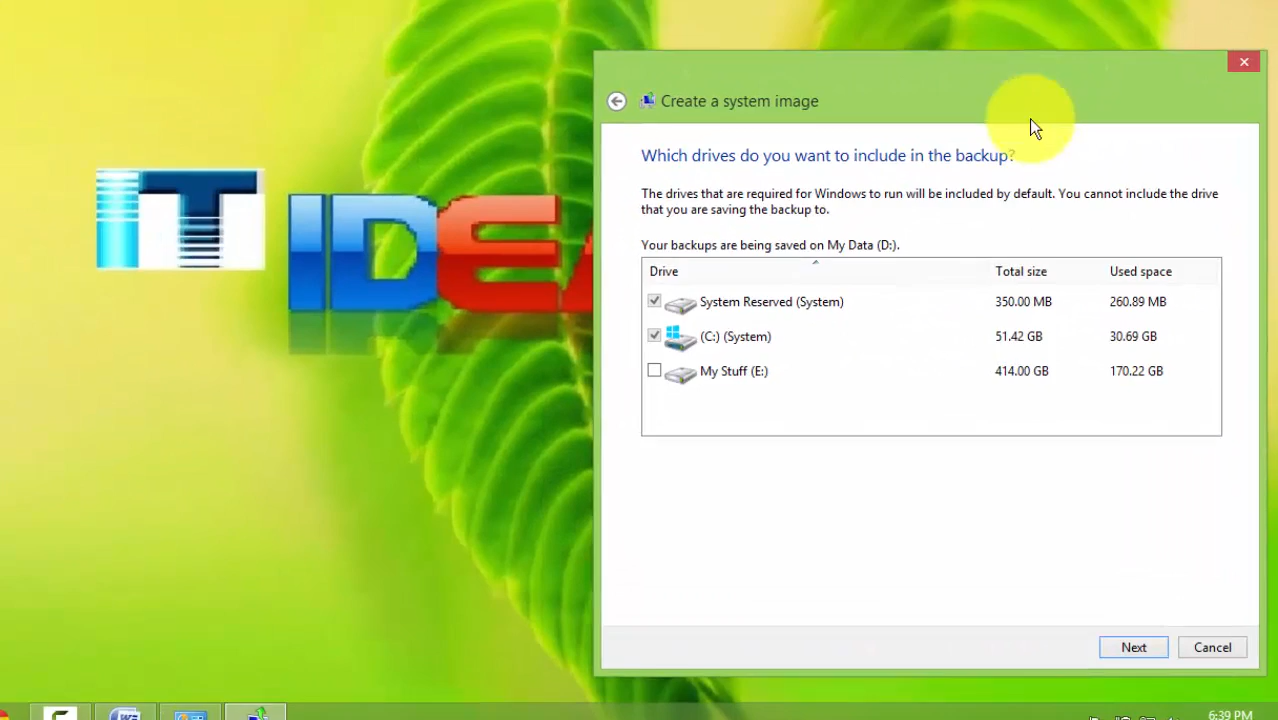 IT
IDEA
Create a system image
Which drives do you want to include in the backup?
The drives that are required for Windows to run will be included by default. You cannot include the drive
that you are saving the backup to.
Your backups are being saved on My Data (D:).
Drive Total size Used space
System Reserved (System) 350.00 MB 260.89 MB
(C:) (System) 51.42 GB 30.69 GB
My Stuff (E:) 414.00 GB 170.22 GB
Next Cancel
6:39 PM